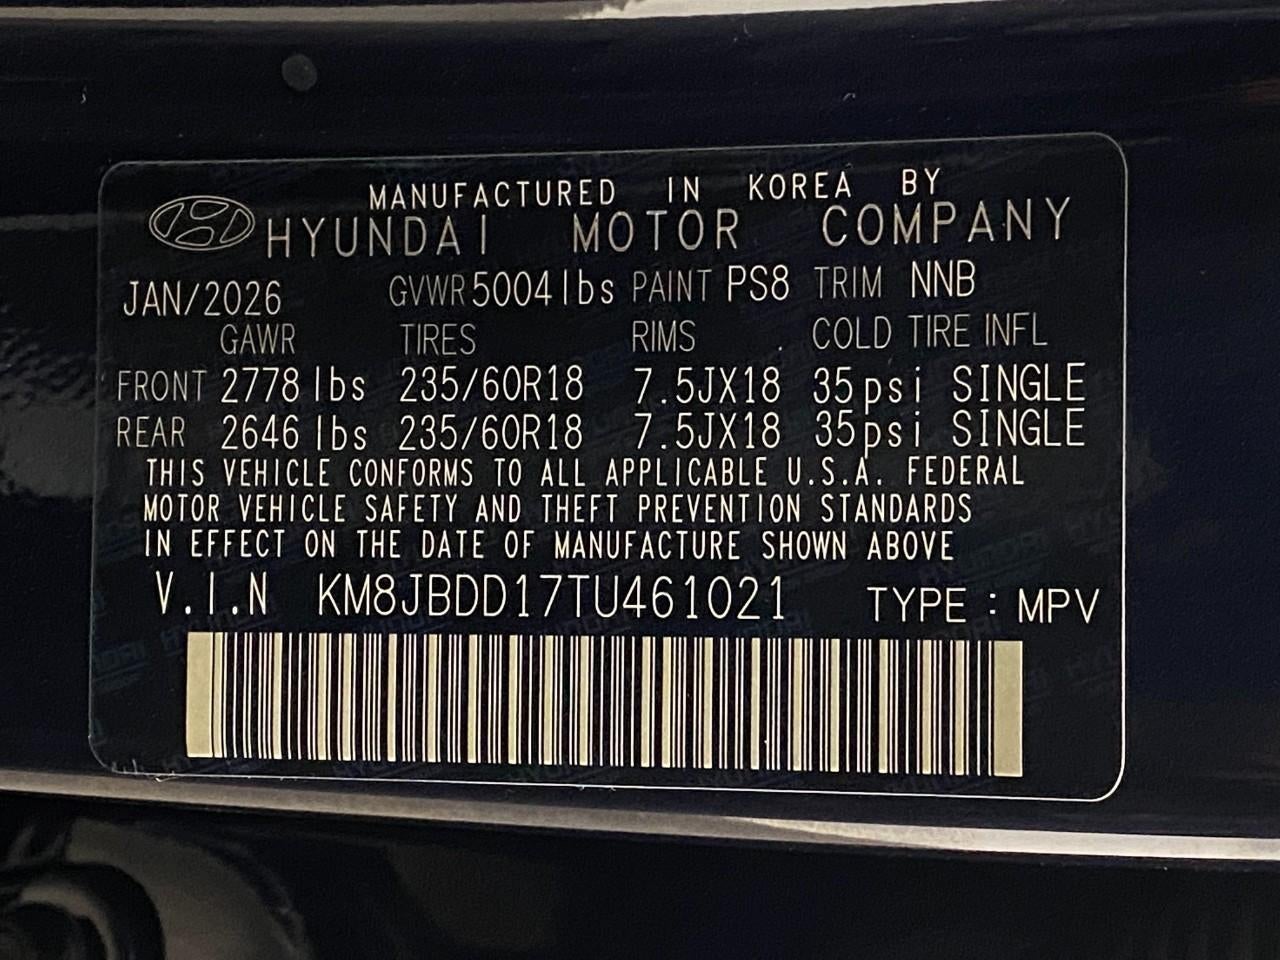 MANUFACTURED IN KOREA BY
HYUNDAI MOTOR COMPANY
JAN/2026 GVWR 5004 lbs PAINT PS8 TRIM NNB
GAWR TIRES RIMS COLD TIRE INFL
FRONT 2778 lbs 235/60R18 7.5JX18 35psi SINGLE
REAR 2646 lbs 235/60R18 7.5JX18 35psi SINGLE
THIS VEHICLE CONFORMS TO ALL APPLICABLE U.S.A. FEDERAL
MOTOR VEHICLE SAFETY AND THEFT PREVENTION STANDARDS
IN EFFECT ON THE DATE OF MANUFACTURE SHOWN ABOVE
V.I.N KM8JBDD17TU461021 TYPE : MPV